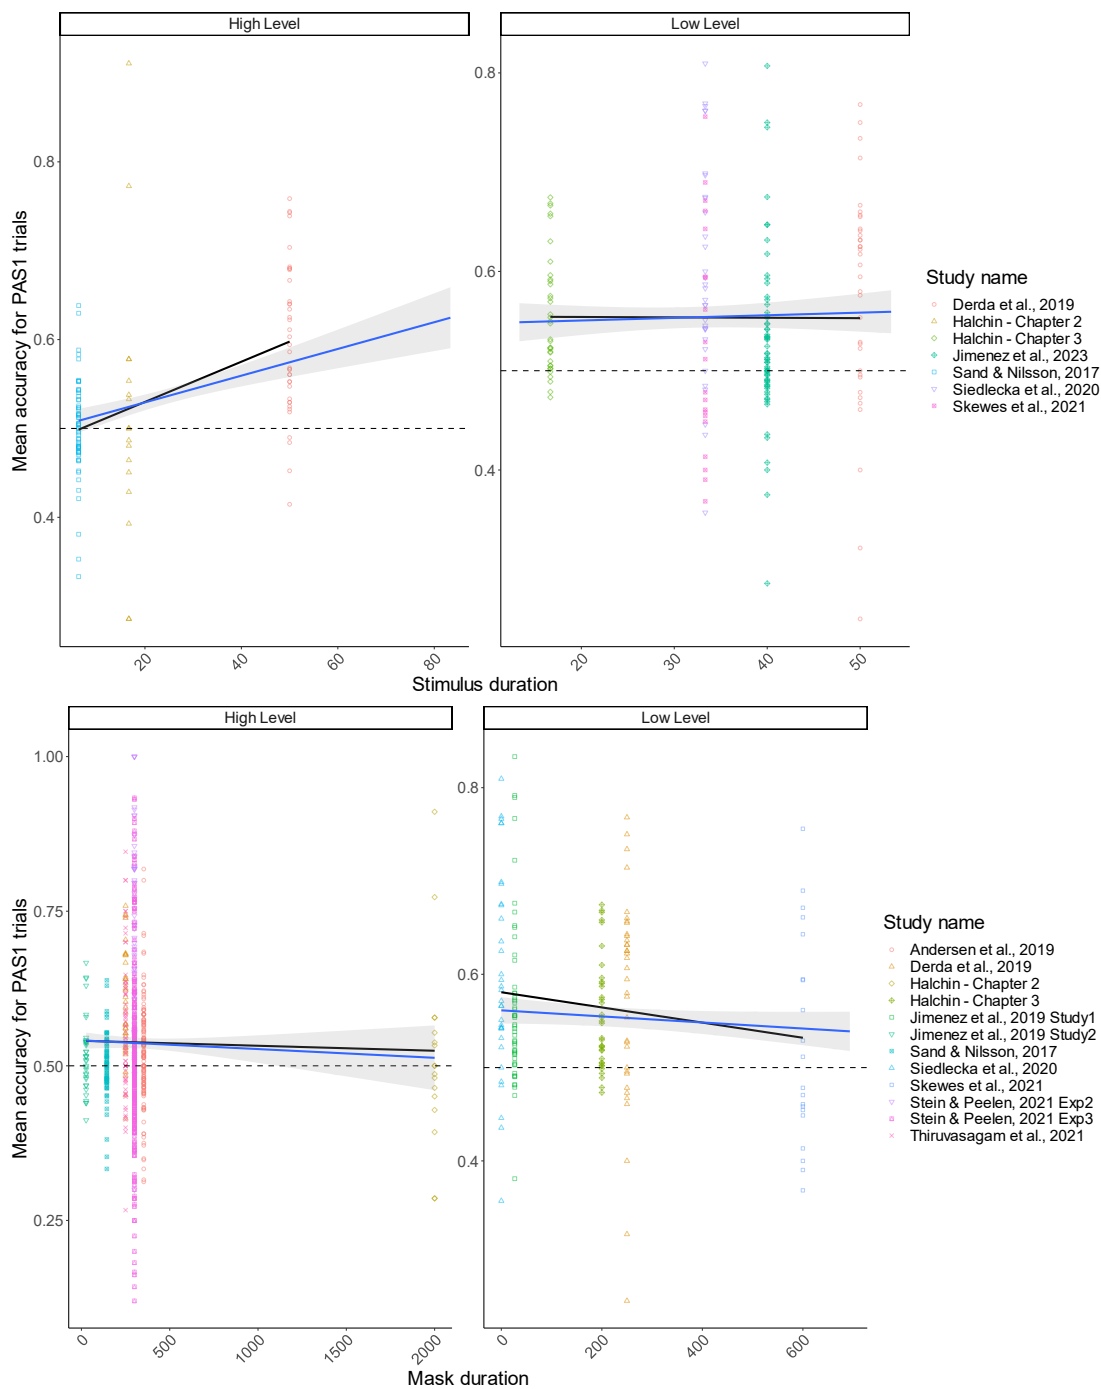 High Level
Low Level
Mean accuracy for PAS1 trials
0.8
0.6
0.4
20
40
60
80
0.8
0.6
0.4
20
30
40
50
Stimulus duration
Study name
Derda et al., 2019
Halchin - Chapter 2
Halchin - Chapter 3
Jimenez et al., 2023
Sand & Nilsson, 2017
Siedlecka et al., 2020
Skewes et al., 2021
High Level
Low Level
Mean accuracy for PAS1 trials
1.00
0.75
0.50
0.25
0
500
1000
1500
2000
0.8
0.6
0.4
0
200
400
600
Mask duration
Study name
Andersen et al., 2019
Derda et al., 2019
Halchin - Chapter 2
Halchin - Chapter 3
Jimenez et al., 2019 Study1
Jimenez et al., 2019 Study2
Sand & Nilsson, 2017
Siedlecka et al., 2020
Skewes et al., 2021
Stein & Peelen, 2021 Exp2
Stein & Peelen, 2021 Exp3
Thiruvasagam et al., 2021